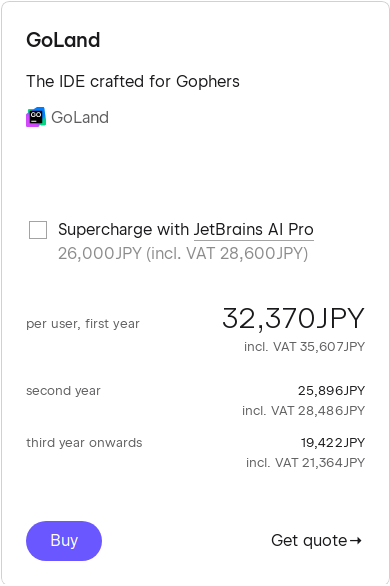 GoLand
The IDE crafted for Gophers
GO
GoLand
Supercharge with JetBrains AI Pro
26,000JPY (incl. VAT 28,600JPY)
per user, first year 32,370JPY
incl. VAT 35,607JPY
second year 25,896JPY
incl. VAT 28,486JPY
third year onwards 19,422JPY
incl. VAT 21,364JPY
Buy Get quote→